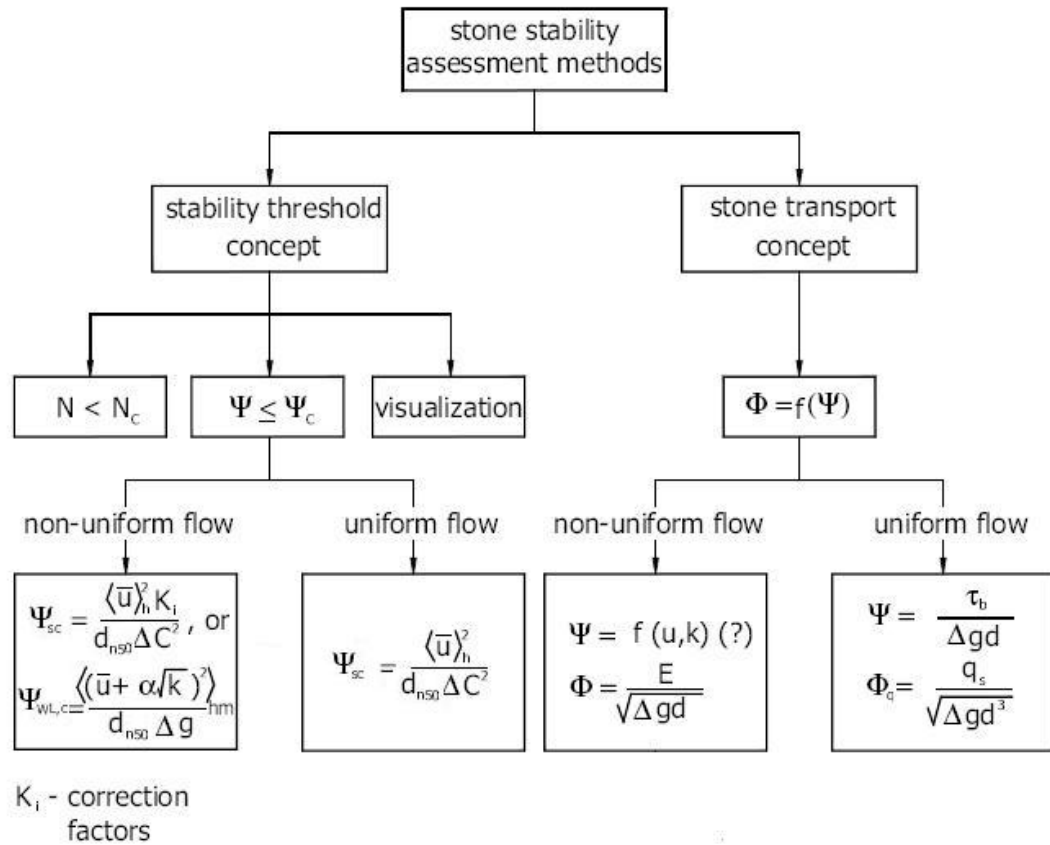 stone stability
assessment methods
stability threshold
concept
stone transport
concept
N < N_c
Ψ ≤ Ψ_c
visualization
Φ =f(Ψ)
non-uniform flow
uniform flow
non-uniform flow
uniform flow
Ψ_sc = ⟨u̅⟩²_h K_i / d_n50 ΔC² , or
Ψ_WL,c = ⟨(u̅+ α√k)²⟩_hm / d_n50 Δ g
Ψ_sc = ⟨u̅⟩²_h / d_n50 ΔC²
Ψ = f (u,k) (?)
Φ = E / √Δgd
Ψ = τ_b / Δgd
Φ_q = q_s / √Δgd³
K_i - correction
factors